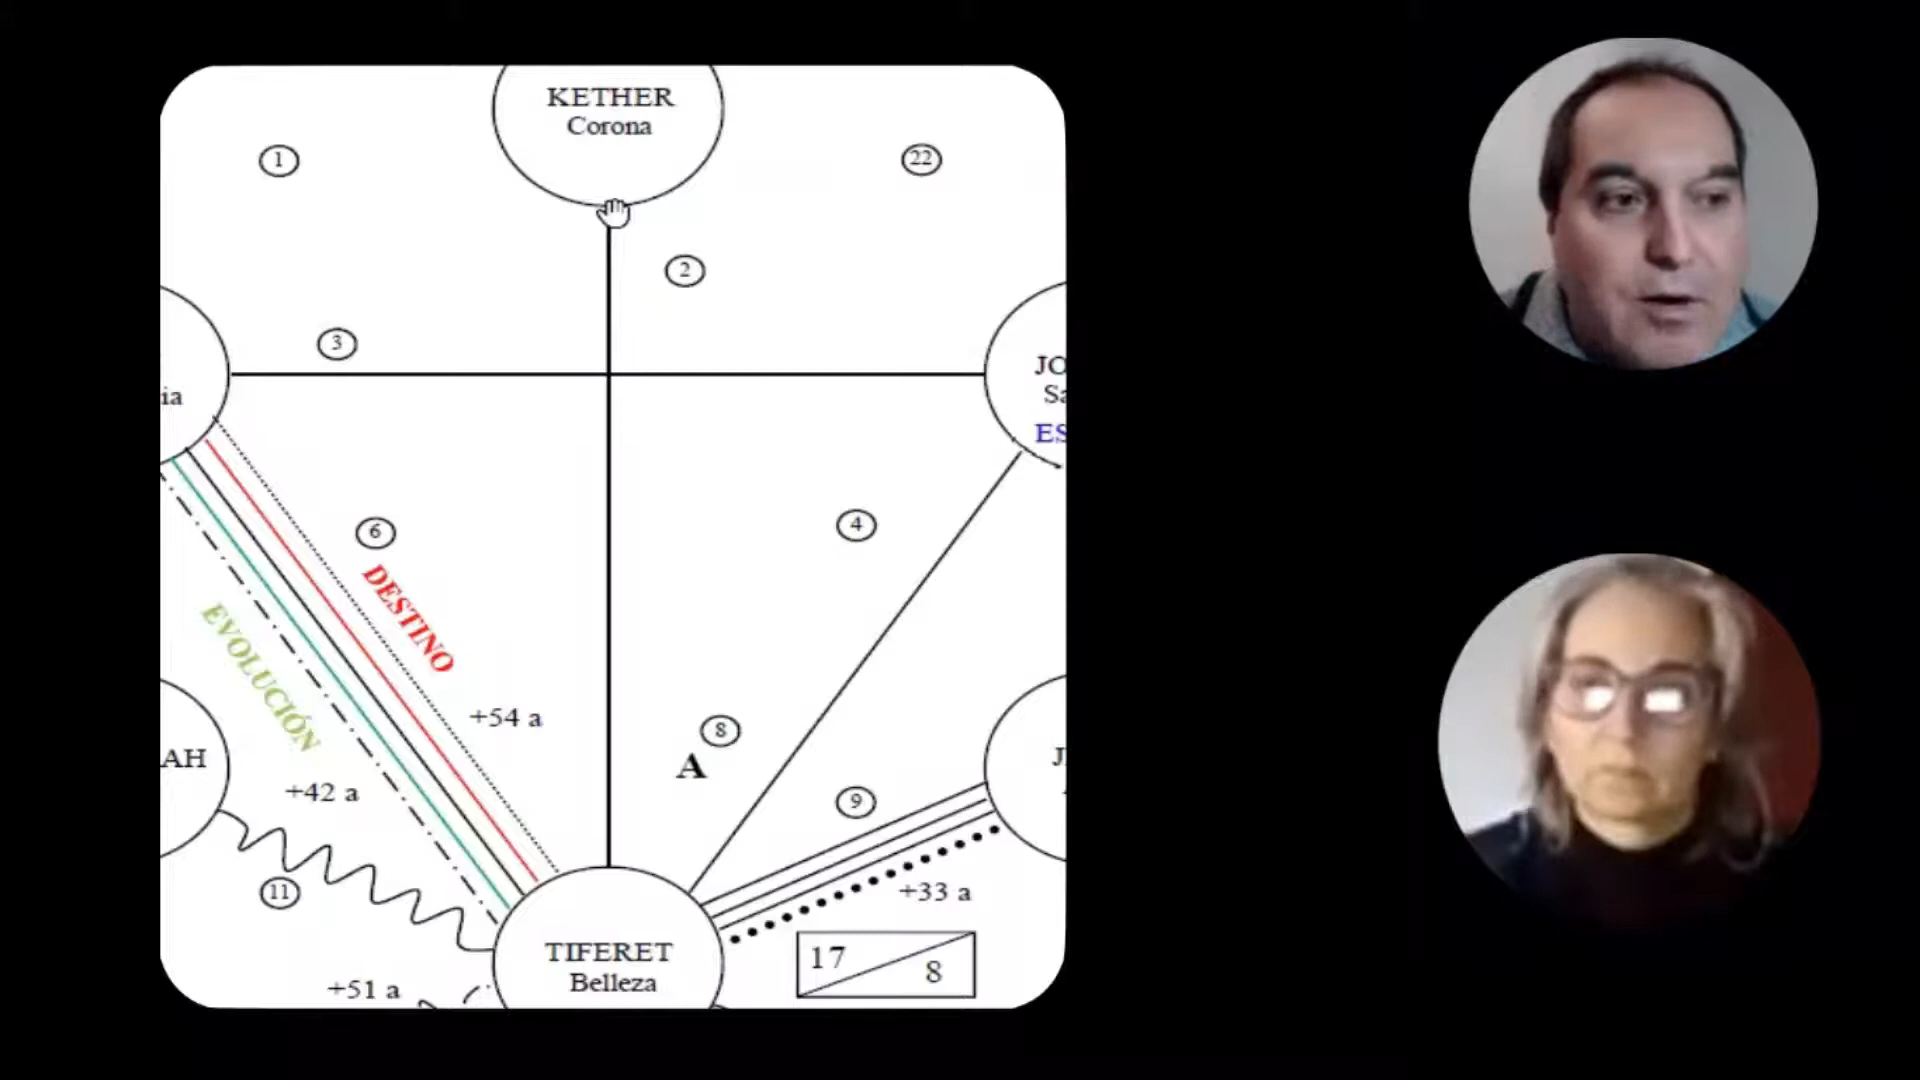 KETHER
Corona
1
22
2
3
JO
Sa
ia
ES
6
4
DESTINO
EVOLUCIÓN
+54 a
8
A
AH
J
+42 a
9
11
+33 a
TIFERET
Belleza
17
8
+51 a